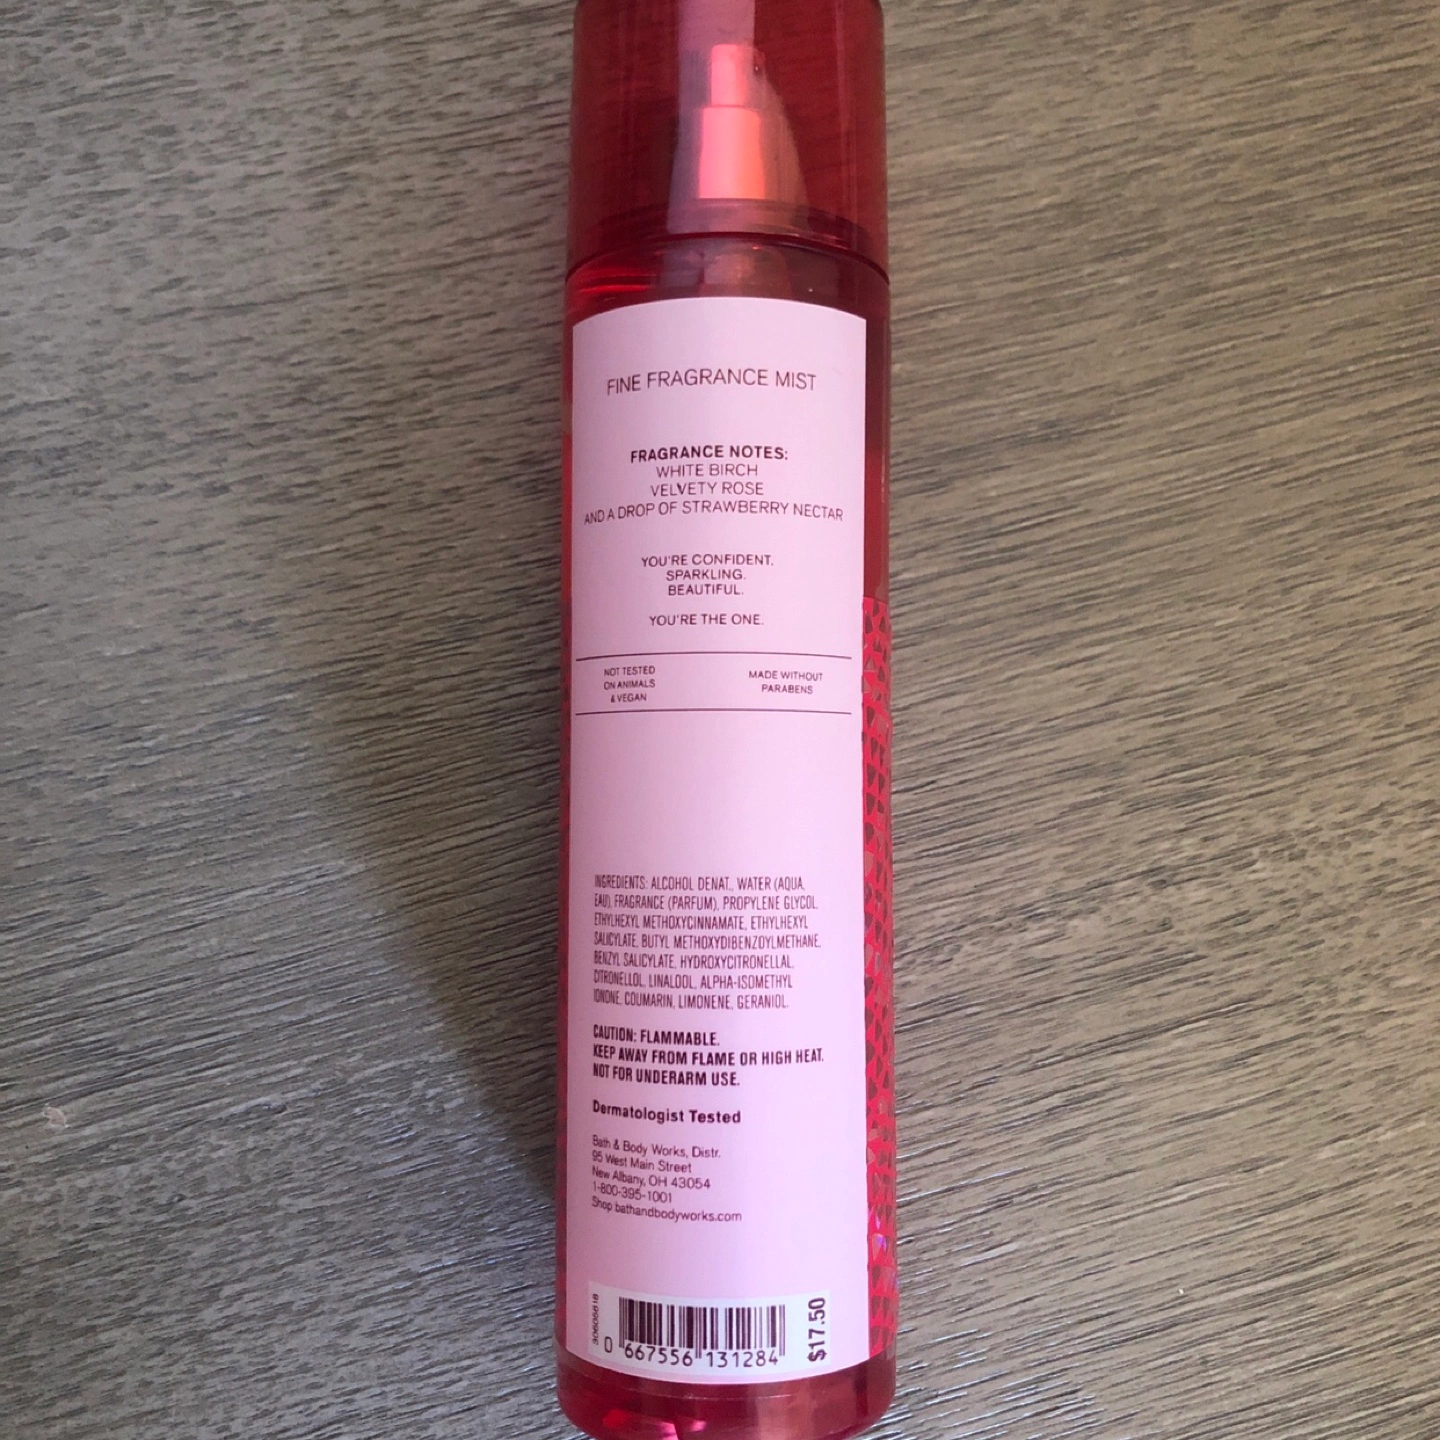 FINE FRAGRANCE MIST
FRAGRANCE NOTES:
WHITE BIRCH
VELVETY ROSE
AND A DROP OF STRAWBERRY NECTAR
YOU'RE CONFIDENT.
SPARKLING.
BEAUTIFUL.
YOU'RE THE ONE.
NOT TESTED
ON ANIMALS
& VEGAN
MADE WITHOUT
PARABENS
INGREDIENTS: ALCOHOL DENAT., WATER (AQUA,
EAU), FRAGRANCE (PARFUM), PROPYLENE GLYCOL,
ETHYLHEXYL METHOXYCINNAMATE, ETHYLHEXYL
SALICYLATE, BUTYL METHOXYDIBENZOYLMETHANE,
BENZYL SALICYLATE, HYDROXYCITRONELLAL,
CITRONELLOL, LINALOOL, ALPHA-ISOMETHYL
IONONE, COUMARIN, LIMONENE, GERANIOL.
CAUTION: FLAMMABLE.
KEEP AWAY FROM FLAME OR HIGH HEAT.
NOT FOR UNDERARM USE.
Dermatologist Tested
Bath & Body Works, Distr.
95 West Main Street
New Albany, OH 43054
1-800-395-1001
Shop bathandbodyworks.com
0 667556 131284
$17.50